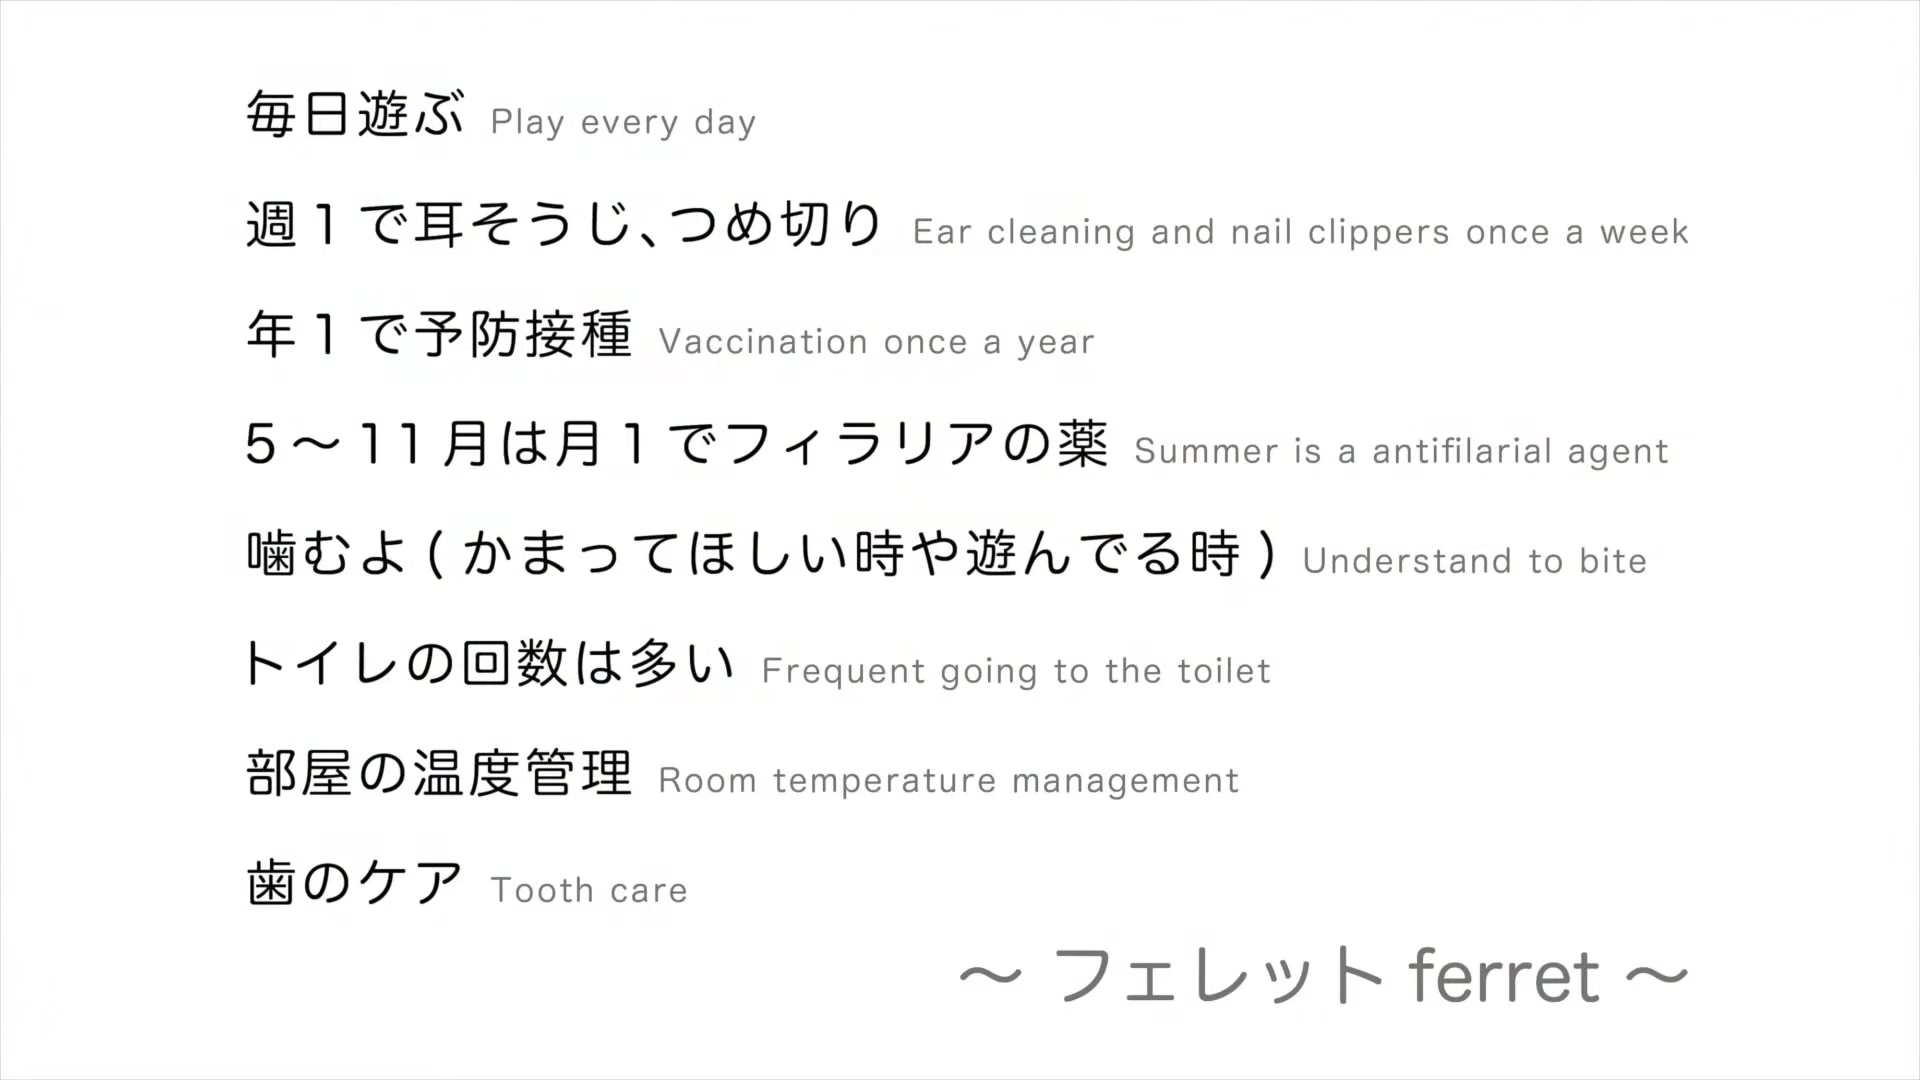 毎日遊ぶ Play every day
週1で耳そうじ、つめ切り Ear cleaning and nail clippers once a week
年1で予防接種 Vaccination once a year
5～11月は月1でフィラリアの薬 Summer is a antifilarial agent
噛むよ(かまってほしい時や遊んでる時) Understand to bite
トイレの回数は多い Frequent going to the toilet
部屋の温度管理 Room temperature management
歯のケア Tooth care
～ フェレット ferret ～